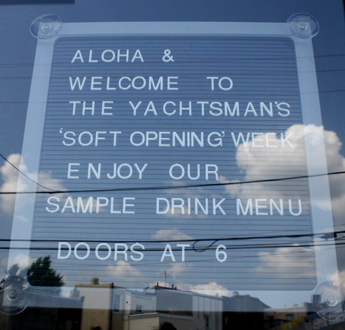 ALOHA &
WELCOME TO
THE YACHTSMAN'S
'SOFT OPENING' WEEK
ENJOY OUR
SAMPLE DRINK MENU
DOORS AT 6